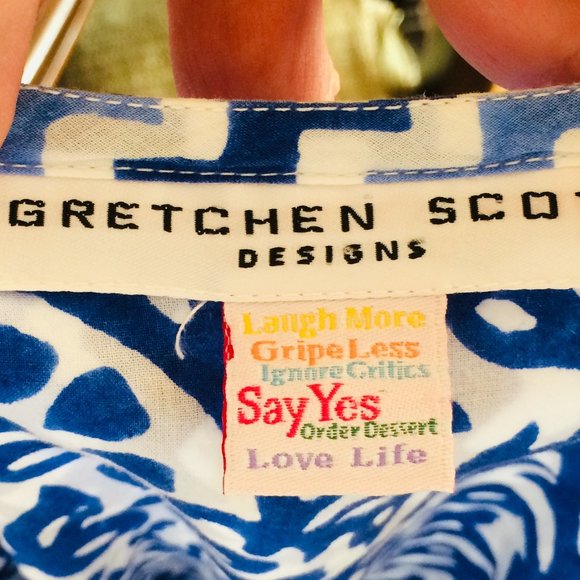 GRETCHEN SCOT
DESIGNS
Laugh More
Gripe Less
Ignore Critics
Say Yes
Order Dessert
Love Life